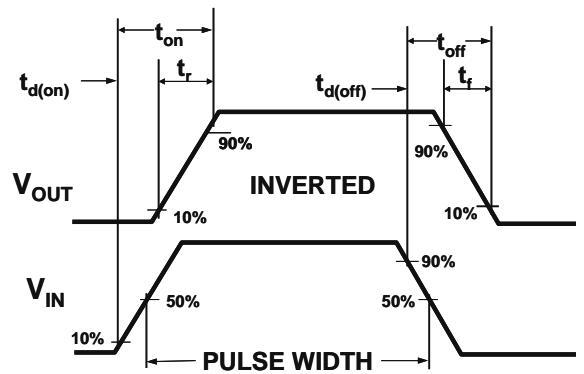 ton
toff
td(on)
tr
td(off)
tf
90%
90%
VOUT
INVERTED
10%
10%
VIN
90%
50%
50%
10%
PULSE WIDTH